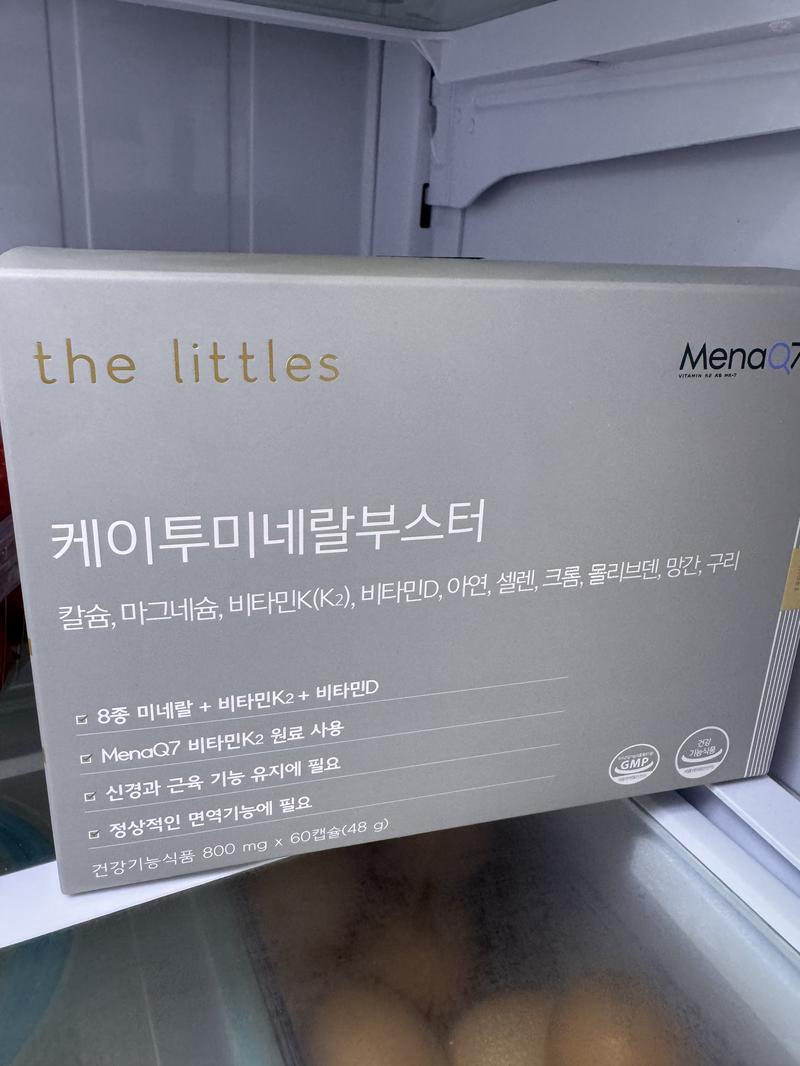 the littles
MenaQ7
VITAMIN K2 AS MK-7
케이투미네랄부스터
칼슘, 마그네슘, 비타민K(K2), 비타민D, 아연, 셀렌, 크롬, 몰리브덴, 망간, 구리
8종 미네랄 + 비타민K2 + 비타민D
MenaQ7 비타민K2 원료 사용
신경과 근육 기능 유지에 필요
정상적인 면역기능에 필요
건강기능식품 800 mg x 60캡슐(48 g)
GMP
건강
기능식품